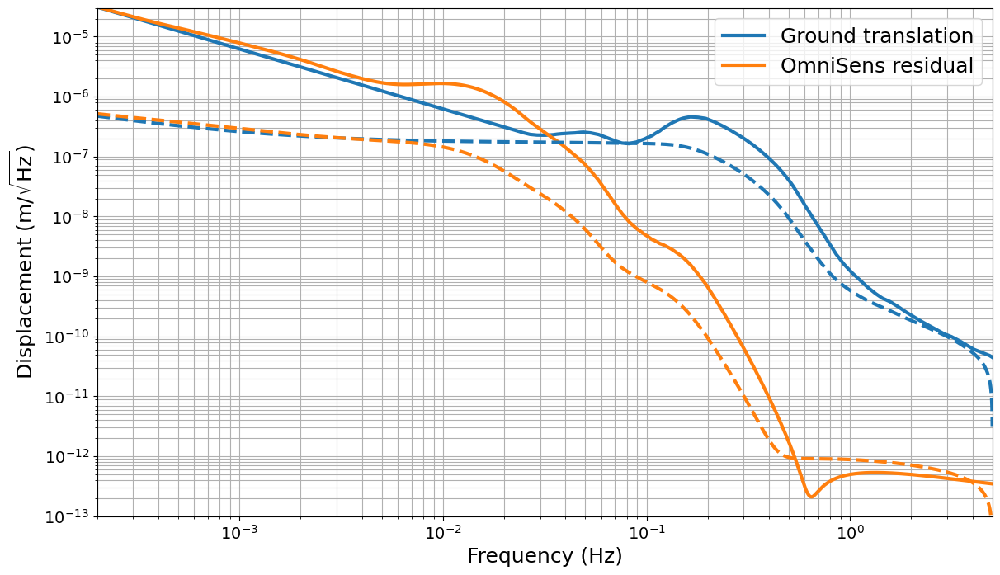 Displacement (m/√Hz)
10⁻⁵
10⁻⁶
10⁻⁷
10⁻⁸
10⁻⁹
10⁻¹⁰
10⁻¹¹
10⁻¹²
10⁻¹³
Ground translation
OmniSens residual
10⁻³ 10⁻² 10⁻¹ 10⁰
Frequency (Hz)